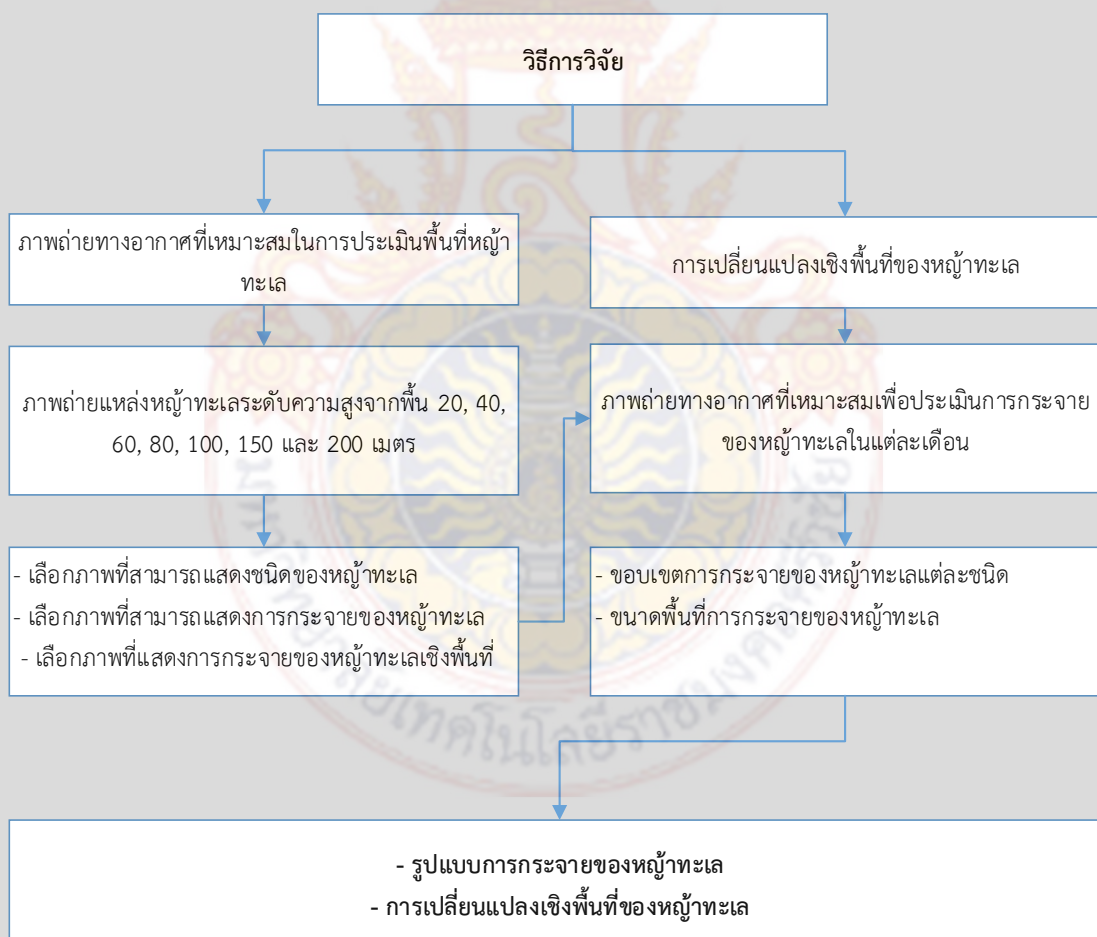 วิธีการวิจัย
ภาพถ่ายทางอากาศที่เหมาะสมในการประเมินพื้นที่หญ้า
ทะเล
การเปลี่ยนแปลงเชิงพื้นที่ของหญ้าทะเล
ภาพถ่ายแหล่งหญ้าทะเลระดับความสูงจากพื้น 20, 40,
60, 80, 100, 150 และ 200 เมตร
ภาพถ่ายทางอากาศที่เหมาะสมเพื่อประเมินการกระจาย
ของหญ้าทะเลในแต่ละเดือน
- เลือกภาพที่สามารถแสดงชนิดของหญ้าทะเล
- เลือกภาพที่สามารถแสดงการกระจายของหญ้าทะเล
- เลือกภาพที่แสดงการกระจายของหญ้าทะเลเชิงพื้นที่
- ขอบเขตการกระจายของหญ้าทะเลแต่ละชนิด
- ขนาดพื้นที่การกระจายของหญ้าทะเล
- รูปแบบการกระจายของหญ้าทะเล
- การเปลี่ยนแปลงเชิงพื้นที่ของหญ้าทะเล